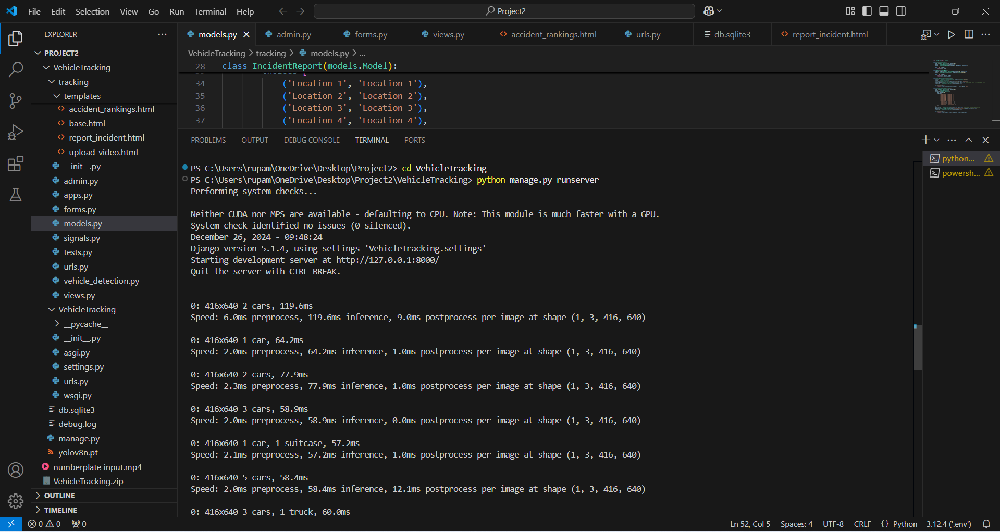 File Edit Selection View Go Run Terminal Help
Project2
EXPLORER
PROJECT2
VehicleTracking
tracking
templates
accident_rankings.html
base.html
report_incident.html
upload_video.html
__init__.py
admin.py
apps.py
forms.py
models.py
signals.py
tests.py
urls.py
vehicle_detection.py
views.py
VehicleTracking
__pycache__
__init__.py
asgi.py
settings.py
urls.py
wsgi.py
db.sqlite3
debug.log
manage.py
yolov8n.pt
numberplate input.mp4
VehicleTracking.zip
OUTLINE
TIMELINE
models.py admin.py forms.py views.py accident_rankings.html urls.py db.sqlite3 report_incident.html
VehicleTracking > tracking > models.py > ...
28 class IncidentReport(models.Model):
34 ('Location 1', 'Location 1'),
35 ('Location 2', 'Location 2'),
36 ('Location 3', 'Location 3'),
37 ('Location 4', 'Location 4'),
PROBLEMS OUTPUT DEBUG CONSOLE TERMINAL PORTS
python...
powersh...
PS C:\Users\rupam\OneDrive\Desktop\Project2> cd VehicleTracking
PS C:\Users\rupam\OneDrive\Desktop\Project2\VehicleTracking> python manage.py runserver
Performing system checks...
Neither CUDA nor MPS are available - defaulting to CPU. Note: This module is much faster with a GPU.
System check identified no issues (0 silenced).
December 26, 2024 - 09:48:24
Django version 5.1.4, using settings 'VehicleTracking.settings'
Starting development server at http://127.0.0.1:8000/
Quit the server with CTRL-BREAK.
0: 416x640 2 cars, 119.6ms
Speed: 6.0ms preprocess, 119.6ms inference, 9.0ms postprocess per image at shape (1, 3, 416, 640)
0: 416x640 1 car, 64.2ms
Speed: 2.0ms preprocess, 64.2ms inference, 1.0ms postprocess per image at shape (1, 3, 416, 640)
0: 416x640 2 cars, 77.9ms
Speed: 2.3ms preprocess, 77.9ms inference, 1.0ms postprocess per image at shape (1, 3, 416, 640)
0: 416x640 3 cars, 58.9ms
Speed: 2.0ms preprocess, 58.9ms inference, 0.0ms postprocess per image at shape (1, 3, 416, 640)
0: 416x640 1 car, 1 suitcase, 57.2ms
Speed: 2.1ms preprocess, 57.2ms inference, 1.0ms postprocess per image at shape (1, 3, 416, 640)
0: 416x640 5 cars, 58.4ms
Speed: 2.0ms preprocess, 58.4ms inference, 12.1ms postprocess per image at shape (1, 3, 416, 640)
0: 416x640 3 cars, 1 truck, 60.0ms
0 0 0 Ln 52, Col 5 Spaces: 4 UTF-8 CRLF {} Python 3.12.4 ('.env')